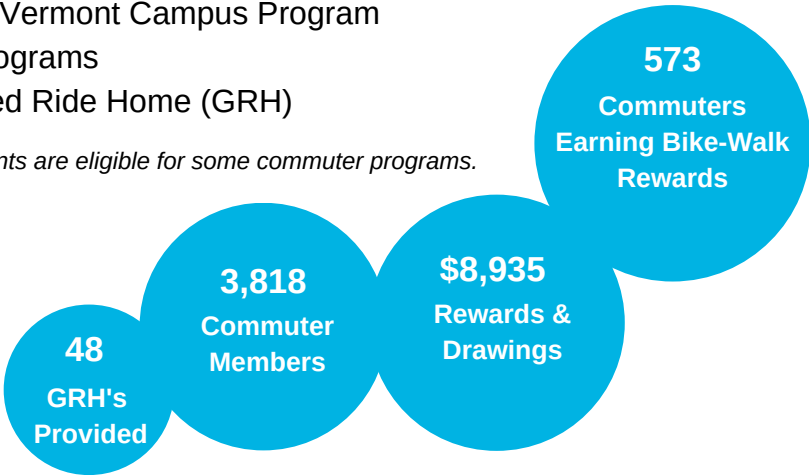 Vermont Campus Program
ograms
ed Ride Home (GRH)
nts are eligible for some commuter programs.
573
Commuters
Earning Bike-Walk
Rewards
$8,935
Rewards &
Drawings
3,818
Commuter
Members
48
GRH's
Provided